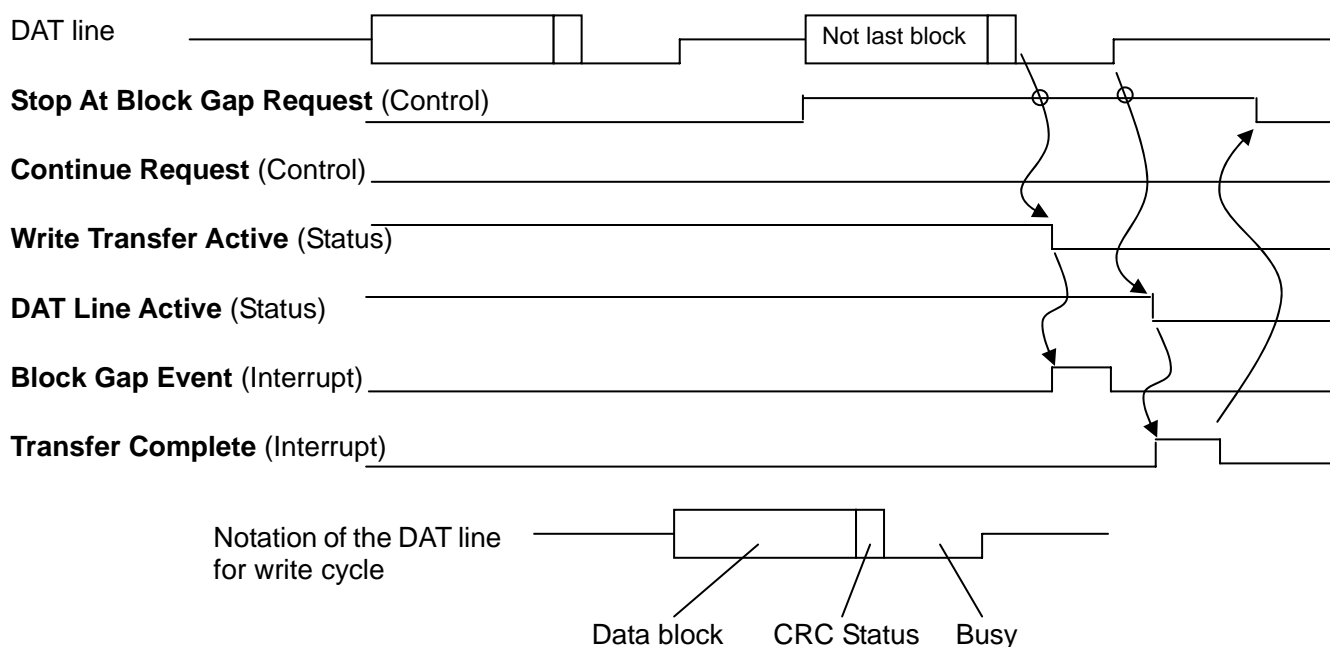 DAT line
Not last block
Stop At Block Gap Request (Control)
Continue Request (Control)
Write Transfer Active (Status)
DAT Line Active (Status)
Block Gap Event (Interrupt)
Transfer Complete (Interrupt)
Notation of the DAT line
for write cycle
Data block CRC Status Busy